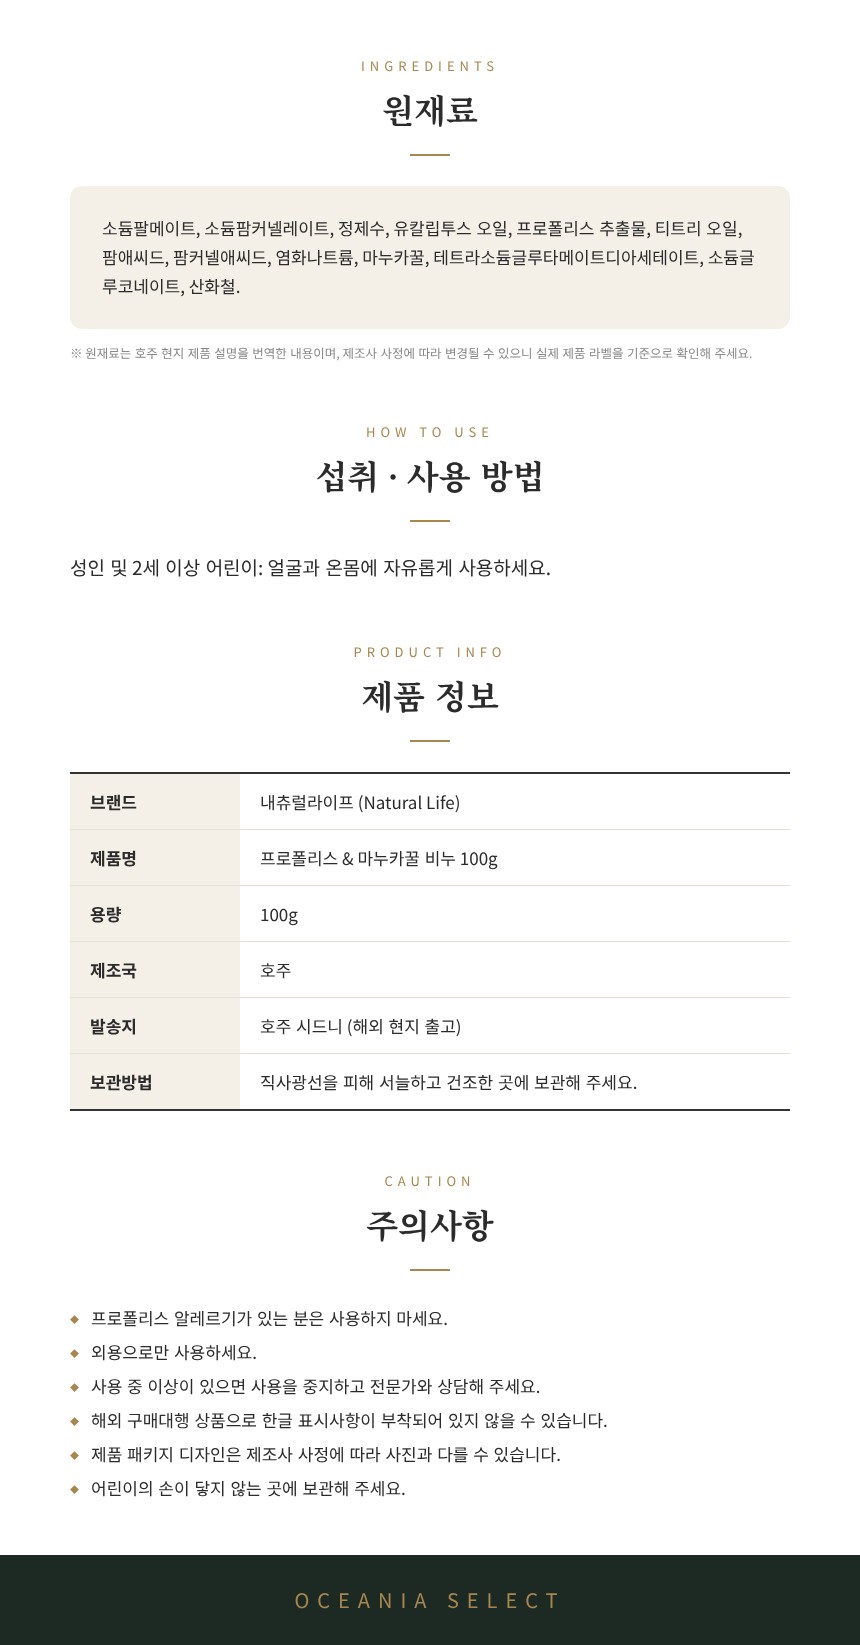 INGREDIENTS
원재료
소듐팔메이트, 소듐팜커넬레이트, 정제수, 유칼립투스 오일, 프로폴리스 추출물, 티트리 오일,
팜애씨드, 팜커넬애씨드, 염화나트륨, 마누카꿀, 테트라소듐글루타메이트디아세테이트, 소듐글
루코네이트, 산화철.
※ 원재료는 호주 현지 제품 설명을 번역한 내용이며, 제조사 사정에 따라 변경될 수 있으니 실제 제품 라벨을 기준으로 확인해 주세요.
HOW TO USE
섭취 · 사용 방법
성인 및 2세 이상 어린이: 얼굴과 온몸에 자유롭게 사용하세요.
PRODUCT INFO
제품 정보
브랜드 내츄럴라이프 (Natural Life)
제품명 프로폴리스 & 마누카꿀 비누 100g
용량 100g
제조국 호주
발송지 호주 시드니 (해외 현지 출고)
보관방법 직사광선을 피해 서늘하고 건조한 곳에 보관해 주세요.
CAUTION
주의사항
◆ 프로폴리스 알레르기가 있는 분은 사용하지 마세요.
◆ 외용으로만 사용하세요.
◆ 사용 중 이상이 있으면 사용을 중지하고 전문가와 상담해 주세요.
◆ 해외 구매대행 상품으로 한글 표시사항이 부착되어 있지 않을 수 있습니다.
◆ 제품 패키지 디자인은 제조사 사정에 따라 사진과 다를 수 있습니다.
◆ 어린이의 손이 닿지 않는 곳에 보관해 주세요.
OCEANIA SELECT